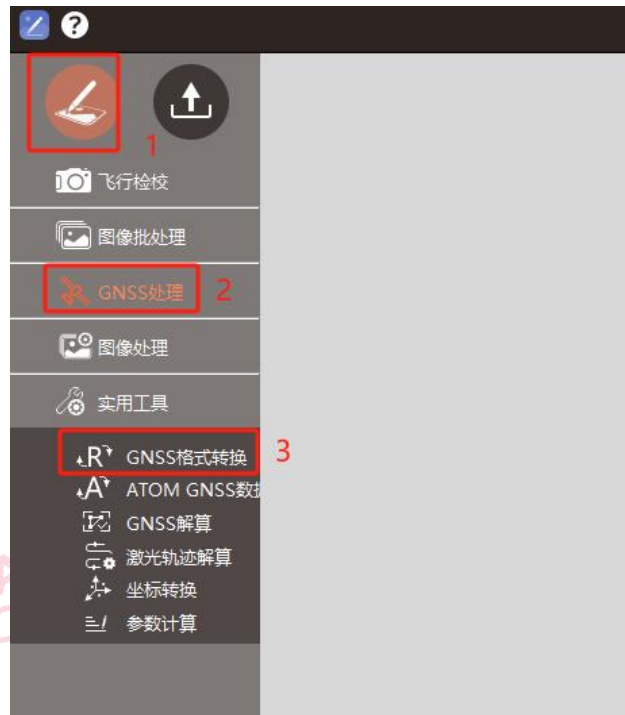 ?
1
飞行检校
图像批处理
GNSS处理 2
图像处理
实用工具
R GNSS格式转换 3
A ATOM GNSS数据
GNSS解算
激光轨迹解算
坐标转换
参数计算